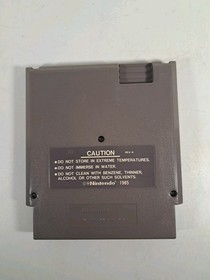 CAUTION
REV-A
● DO NOT STORE IN EXTREME TEMPERATURES.
● DO NOT IMMERSE IN WATER.
● DO NOT CLEAN WITH BENZENE, THINNER,
ALCOHOL OR OTHER SUCH SOLVENTS.
©Nintendo 1985